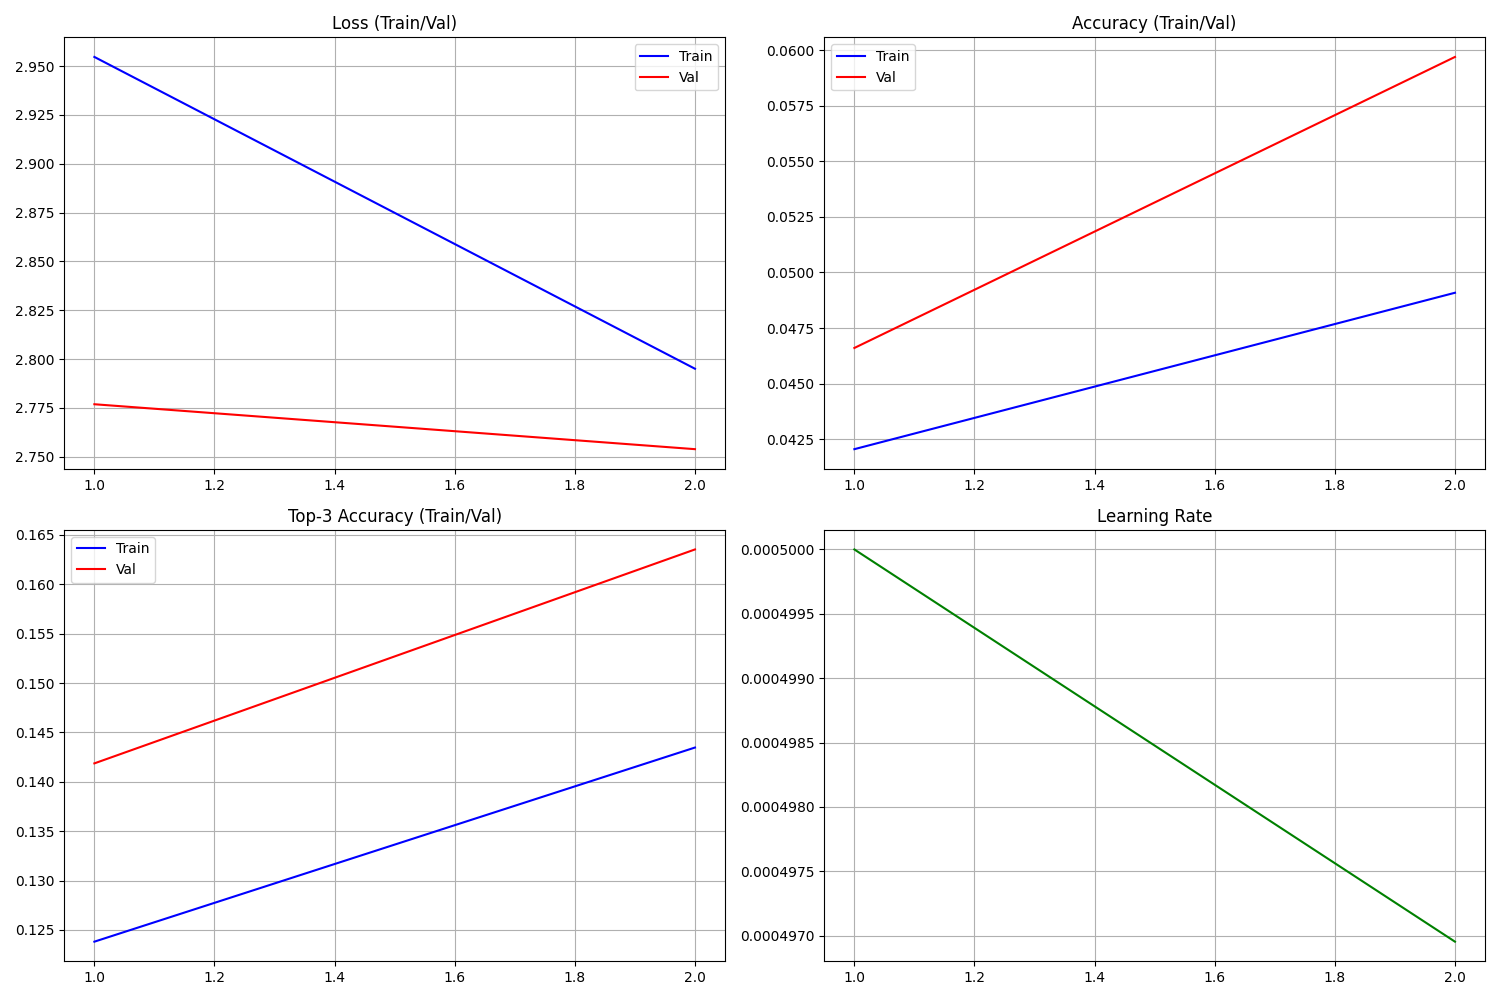 Loss (Train/Val)
Train
Val
2.950
2.925
2.900
2.875
2.850
2.825
2.800
2.775
2.750
1.0 1.2 1.4 1.6 1.8 2.0
Accuracy (Train/Val)
Train
Val
0.0600
0.0575
0.0550
0.0525
0.0500
0.0475
0.0450
0.0425
1.0 1.2 1.4 1.6 1.8 2.0
Top-3 Accuracy (Train/Val)
Train
Val
0.165
0.160
0.155
0.150
0.145
0.140
0.135
0.130
0.125
1.0 1.2 1.4 1.6 1.8 2.0
Learning Rate
0.0005000
0.0004995
0.0004990
0.0004985
0.0004980
0.0004975
0.0004970
1.0 1.2 1.4 1.6 1.8 2.0